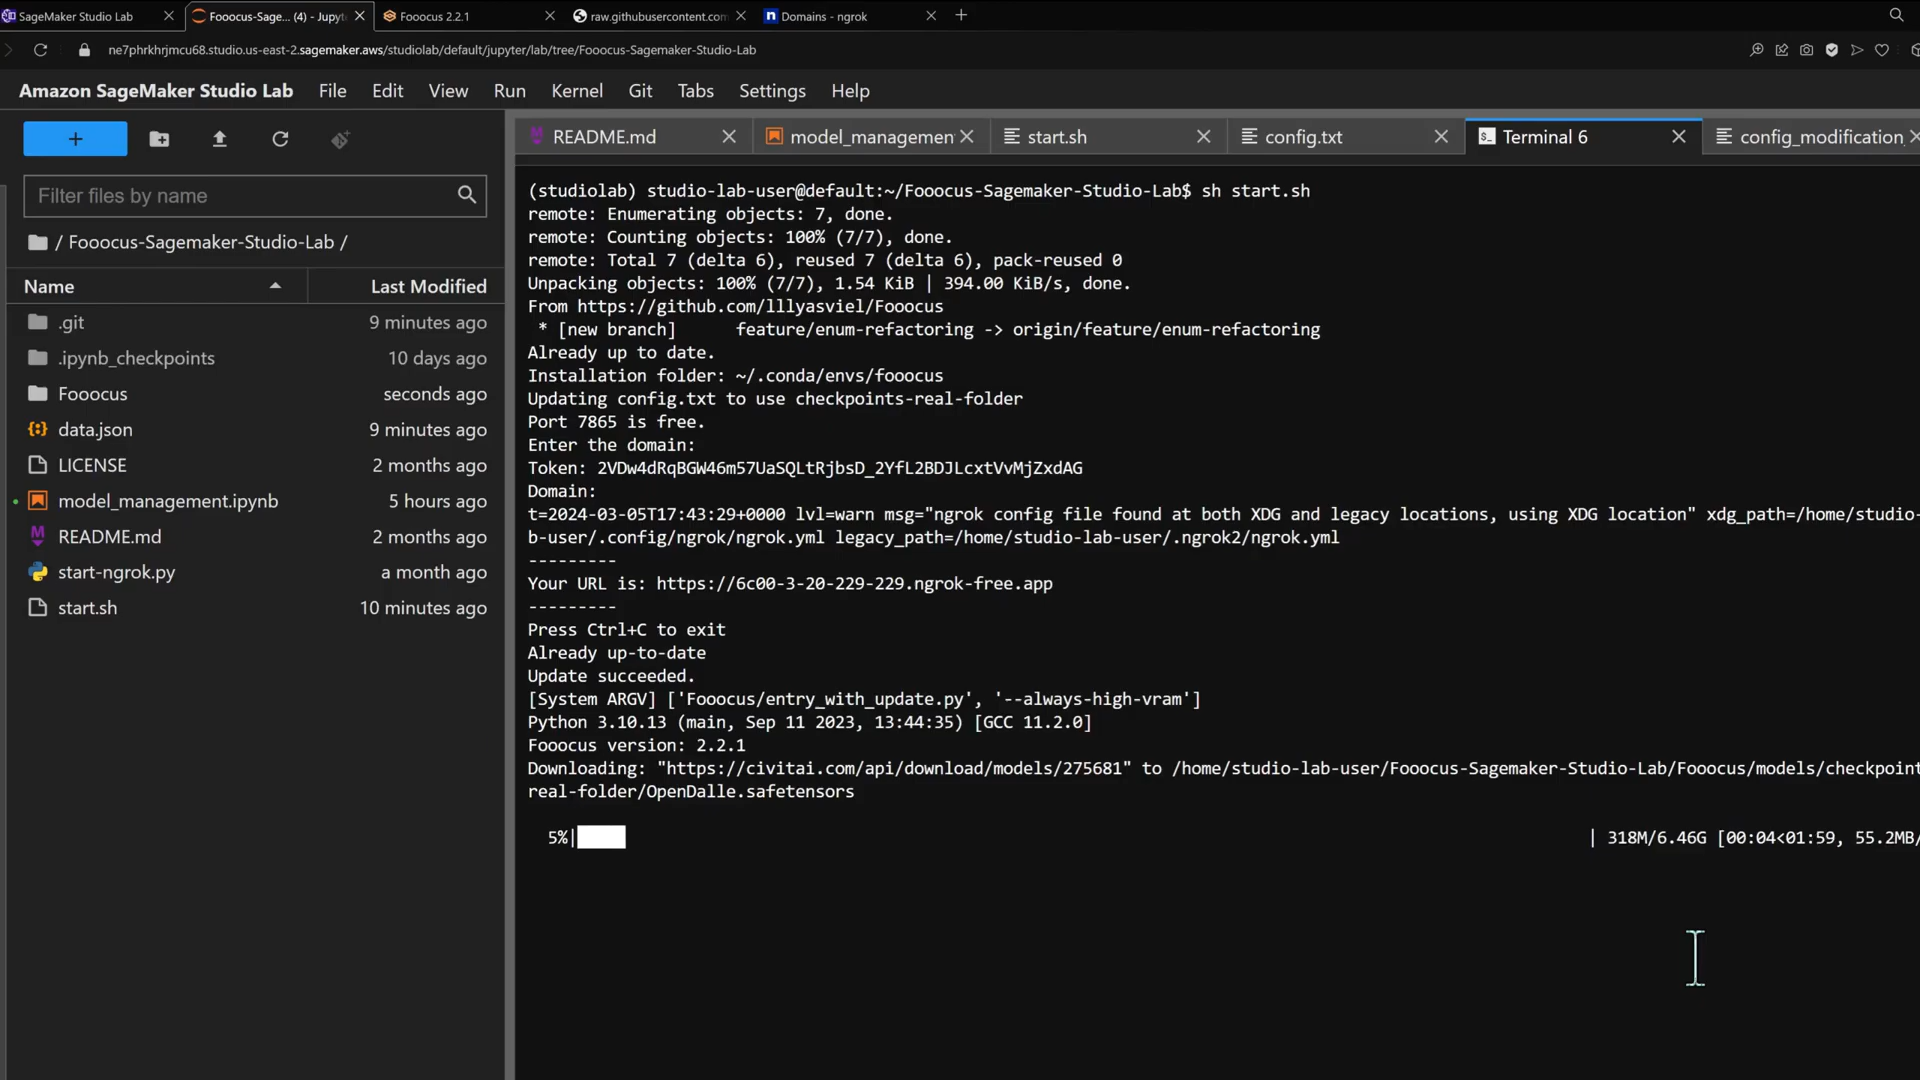 SageMaker Studio Lab
Fooocus-Sage... (4) - Jupyte
Fooocus 2.2.1
raw.githubusercontent.com
Domains - ngrok
ne7phrkhrjmcu68.studio.us-east-2.sagemaker.aws/studiolab/default/jupyter/lab/tree/Fooocus-Sagemaker-Studio-Lab
Amazon SageMaker Studio Lab File Edit View Run Kernel Git Tabs Settings Help
README.md
model_managemen
start.sh
config.txt
Terminal 6
config_modification
Filter files by name
/ Fooocus-Sagemaker-Studio-Lab /
Name Last Modified
.git 9 minutes ago
.ipynb_checkpoints 10 days ago
Fooocus seconds ago
data.json 9 minutes ago
LICENSE 2 months ago
model_management.ipynb 5 hours ago
README.md 2 months ago
start-ngrok.py a month ago
start.sh 10 minutes ago
(studiolab) studio-lab-user@default:~/Fooocus-Sagemaker-Studio-Lab$ sh start.sh
remote: Enumerating objects: 7, done.
remote: Counting objects: 100% (7/7), done.
remote: Total 7 (delta 6), reused 7 (delta 6), pack-reused 0
Unpacking objects: 100% (7/7), 1.54 KiB | 394.00 KiB/s, done.
From https://github.com/lllyasviel/Fooocus
* [new branch] feature/enum-refactoring -> origin/feature/enum-refactoring
Already up to date.
Installation folder: ~/.conda/envs/fooocus
Updating config.txt to use checkpoints-real-folder
Port 7865 is free.
Enter the domain:
Token: 2VDw4dRqBGW46m57UaSQLtRjbsD_2YfL2BDJLcxtVvMjZxdAG
Domain:
t=2024-03-05T17:43:29+0000 lvl=warn msg="ngrok config file found at both XDG and legacy locations, using XDG location" xdg_path=/home/studio-
b-user/.config/ngrok/ngrok.yml legacy_path=/home/studio-lab-user/.ngrok2/ngrok.yml
---------
Your URL is: https://6c00-3-20-229-229.ngrok-free.app
---------
Press Ctrl+C to exit
Already up-to-date
Update succeeded.
[System ARGV] ['Fooocus/entry_with_update.py', '--always-high-vram']
Python 3.10.13 (main, Sep 11 2023, 13:44:35) [GCC 11.2.0]
Fooocus version: 2.2.1
Downloading: "https://civitai.com/api/download/models/275681" to /home/studio-lab-user/Fooocus-Sagemaker-Studio-Lab/Fooocus/models/checkpoint
real-folder/OpenDalle.safetensors
5%| | 318M/6.46G [00:04<01:59, 55.2MB/